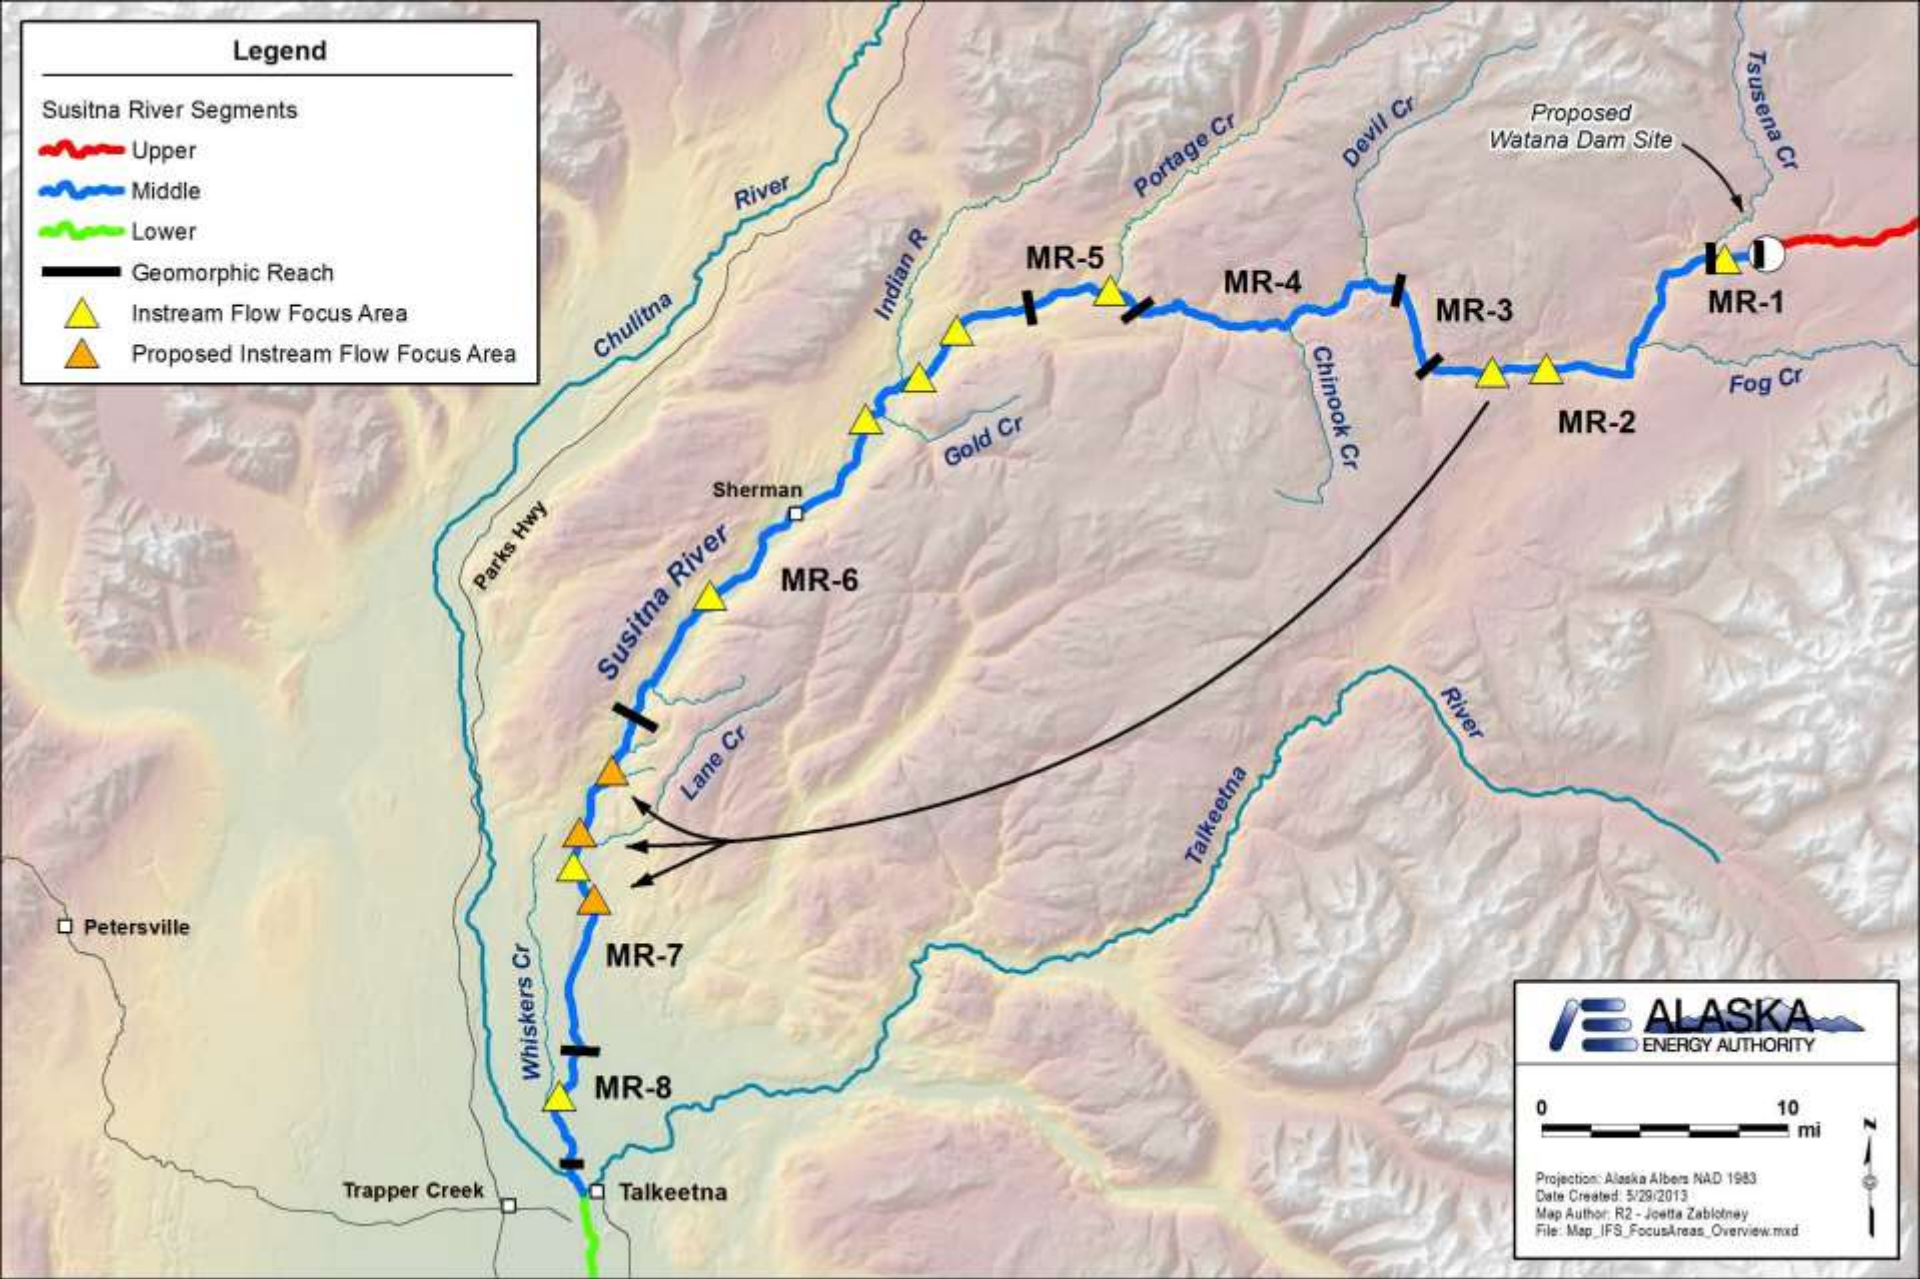 Legend
Susitna River Segments
Upper
Middle
Lower
Geomorphic Reach
Instream Flow Focus Area
Proposed Instream Flow Focus Area
Tsusena Cr
Proposed
Watana Dam Site
Devil Cr
Portage Cr
River
Chulitna
Indian R
MR-5
MR-4
MR-3
MR-1
Fog Cr
MR-2
Chinook Cr
Gold Cr
Sherman
Parks Hwy
Susitna River
MR-6
River
Talkeetna
Lane Cr
Petersville
MR-7
Whiskers Cr
MR-8
Trapper Creek
Talkeetna
ALASKA
ENERGY AUTHORITY
0 10
mi
N
Projection: Alaska Albers NAD 1983
Date Created: 5/29/2013
Map Author: R2 - Joetta Zablotney
File: Map_IFS_FocusAreas_Overview.mxd